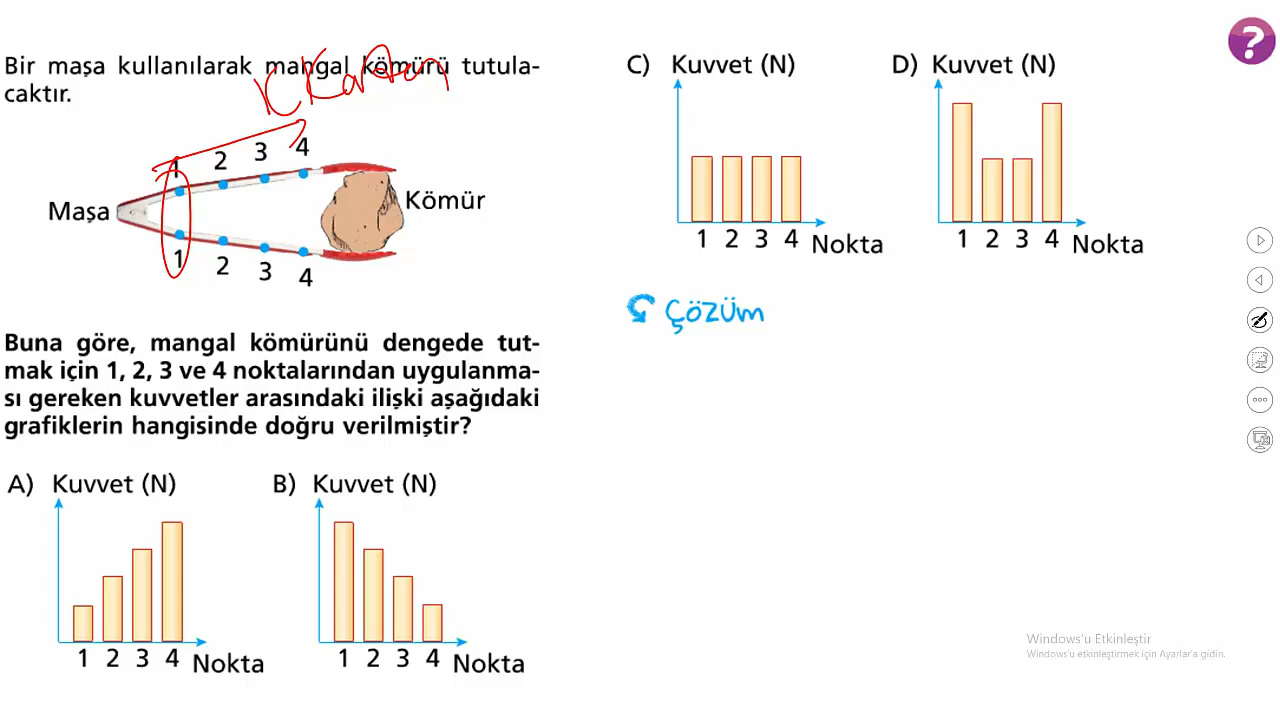 Bir maşa kullanılarak mangal kömürü tutula-
caktır.
K Kartan
1 2 3 4
Maşa
Kömür
1 2 3 4
Buna göre, mangal kömürünü dengede tut-
mak için 1, 2, 3 ve 4 noktalarından uygulanma-
sı gereken kuvvetler arasındaki ilişki aşağıdaki
grafiklerin hangisinde doğru verilmiştir?
A) Kuvvet (N)
1 2 3 4 Nokta
B) Kuvvet (N)
1 2 3 4 Nokta
C) Kuvvet (N)
1 2 3 4 Nokta
D) Kuvvet (N)
1 2 3 4 Nokta
çözüm
?
Windows'u Etkinleştir
Windows'u etkinleştirmek için Ayarlar'a gidin.